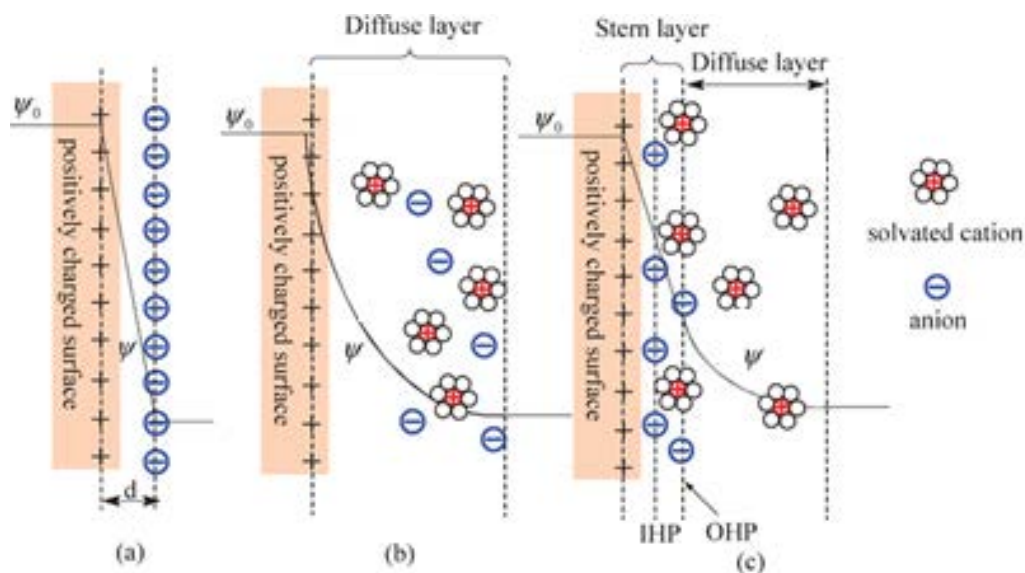 Diffuse layer
Stern layer
Diffuse layer
ψ₀
ψ₀
ψ₀
positively charged surface
positively charged surface
positively charged surface
ψ
ψ
ψ
solvated cation
anion
d
IHP
OHP
(a)
(b)
(c)